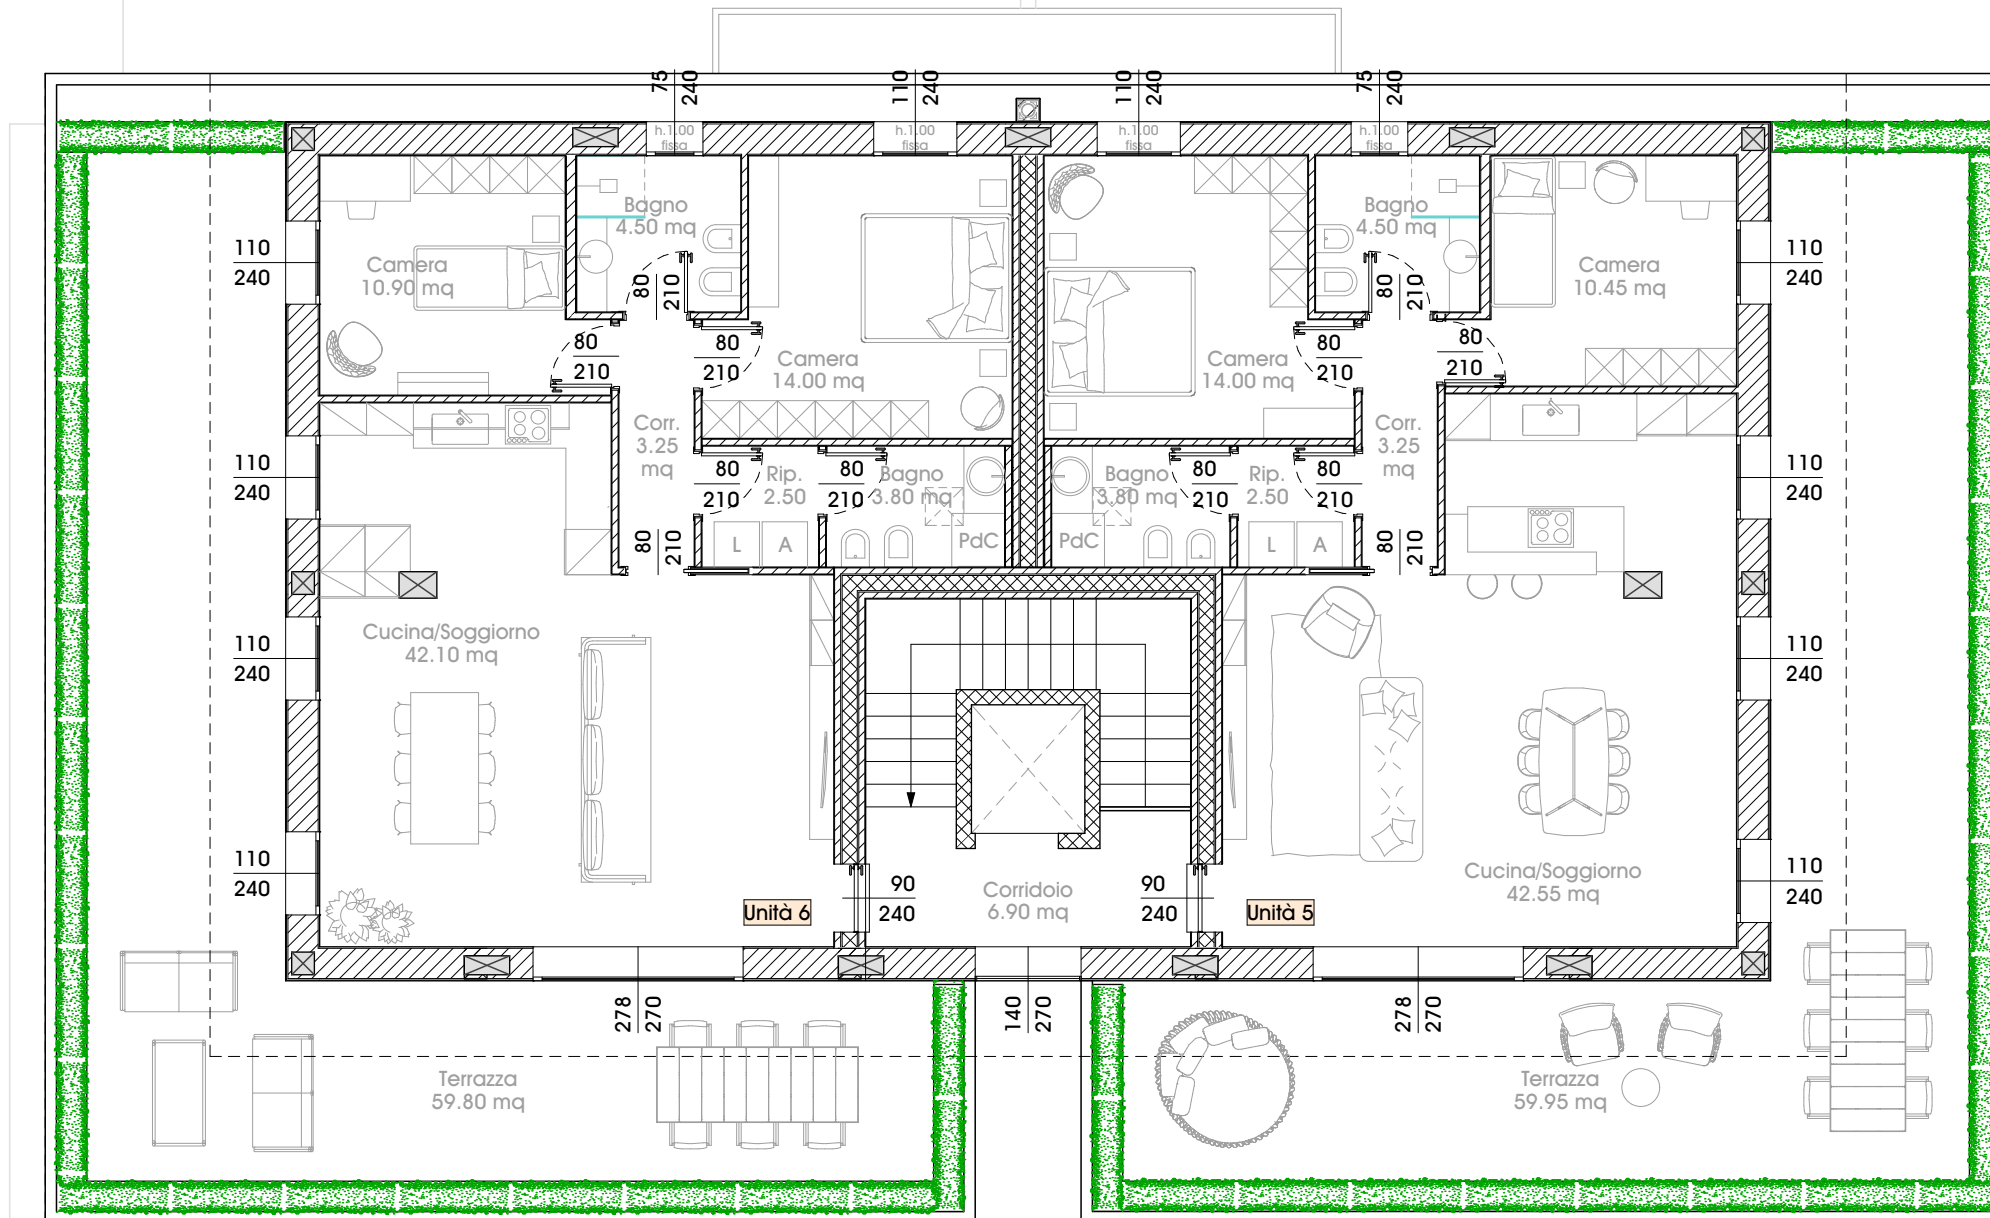 75
240
110
240
110
240
75
240
h.1.00
fissa
h.1.00
fissa
h.1.00
fissa
h.1.00
fissa
Bagno
4.50 mq
Bagno
4.50 mq
110
240
Camera
10.90 mq
80
210
80
210
Camera
10.45 mq
110
240
80
210
80
210
Camera
14.00 mq
Camera
14.00 mq
80
210
80
210
Corr.
3.25
mq
Corr.
3.25
mq
110
240
80
210
Rip.
2.50
80
210
Bagno
3.80 mq
Bagno
3.80 mq
80
210
Rip.
2.50
80
210
110
240
80
210
L
A
PdC
PdC
L
A
80
210
Cucina/Soggiorno
42.10 mq
110
240
110
240
110
240
Cucina/Soggiorno
42.55 mq
110
240
Unità 6
90
240
Corridoio
6.90 mq
90
240
Unità 5
278
270
140
270
278
270
Terrazza
59.80 mq
Terrazza
59.95 mq